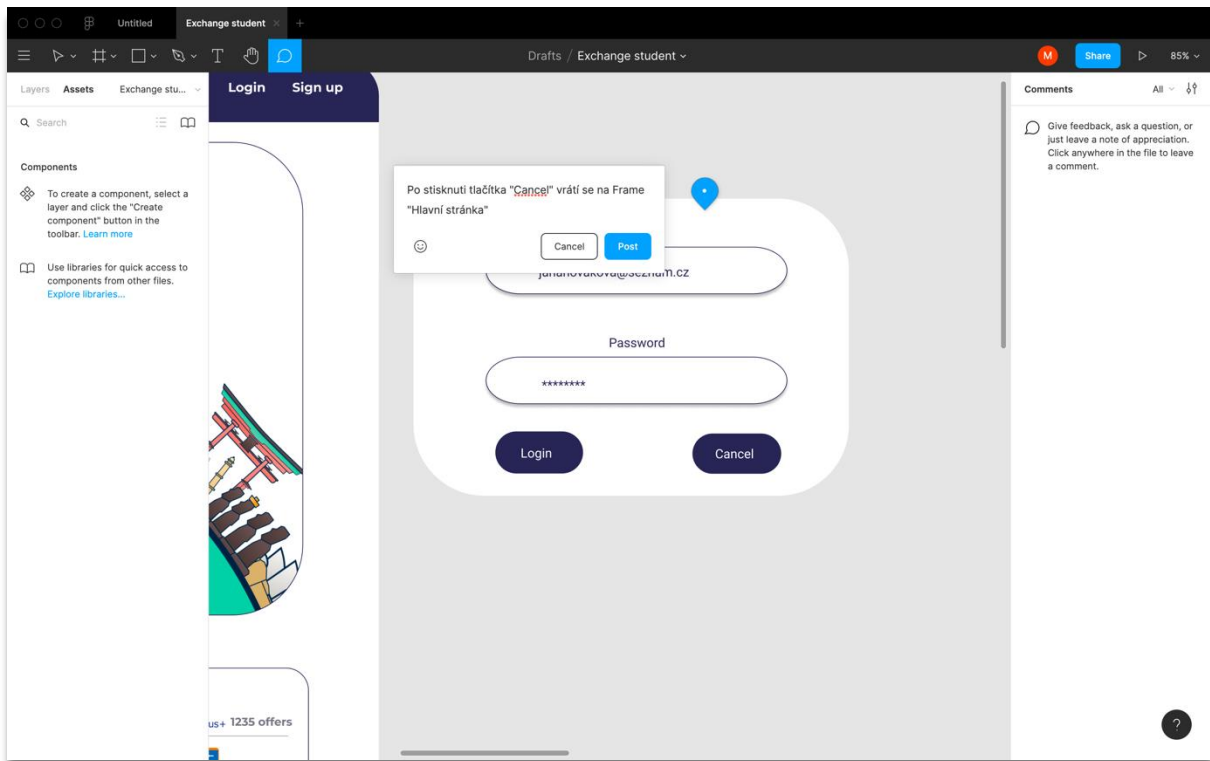 Untitled
Exchange student
Drafts / Exchange student
M
Share
85%
Layers Assets Exchange stu...
Search
Components
To create a component, select a
layer and click the "Create
component" button in the
toolbar. Learn more
Use libraries for quick access to
components from other files.
Explore libraries...
Login Sign up
1235 offers
Po stisknuti tlačítka "Cancel" vrátí se na Frame
"Hlavní stránka"
Cancel Post
Password
********
Login Cancel
Comments All
Give feedback, ask a question, or
just leave a note of appreciation.
Click anywhere in the file to leave
a comment.
?